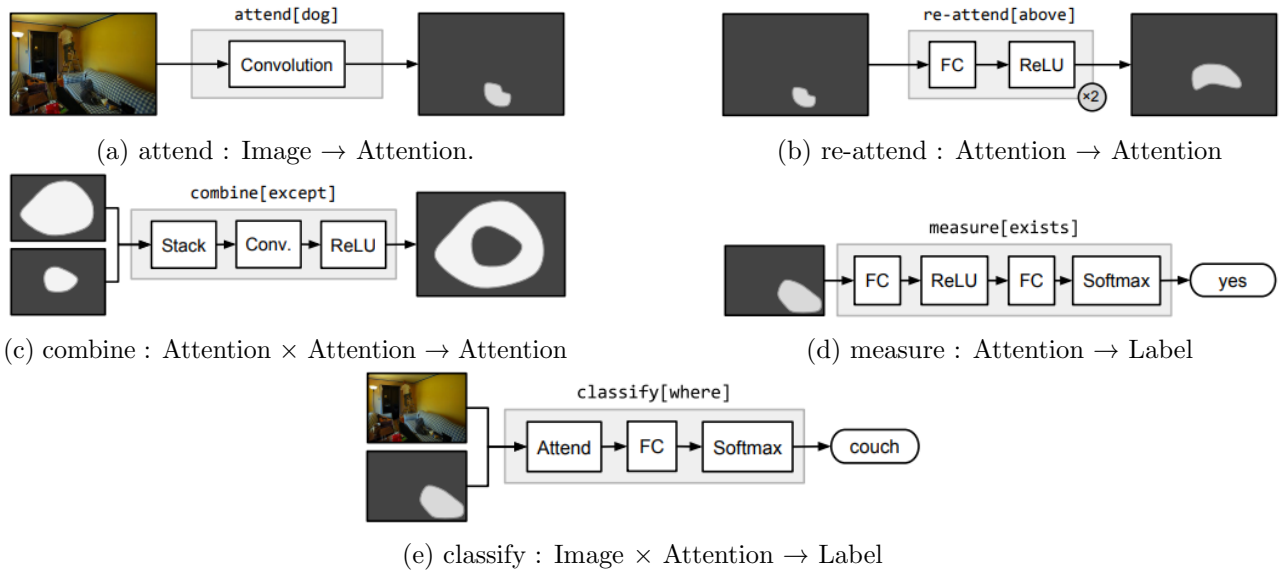 attend[dog]
Convolution
(a) attend : Image → Attention.
re-attend[above]
FC
ReLU
×2
(b) re-attend : Attention → Attention
combine[except]
Stack
Conv.
ReLU
(c) combine : Attention × Attention → Attention
measure[exists]
FC
ReLU
FC
Softmax
yes
(d) measure : Attention → Label
classify[where]
Attend
FC
Softmax
couch
(e) classify : Image × Attention → Label